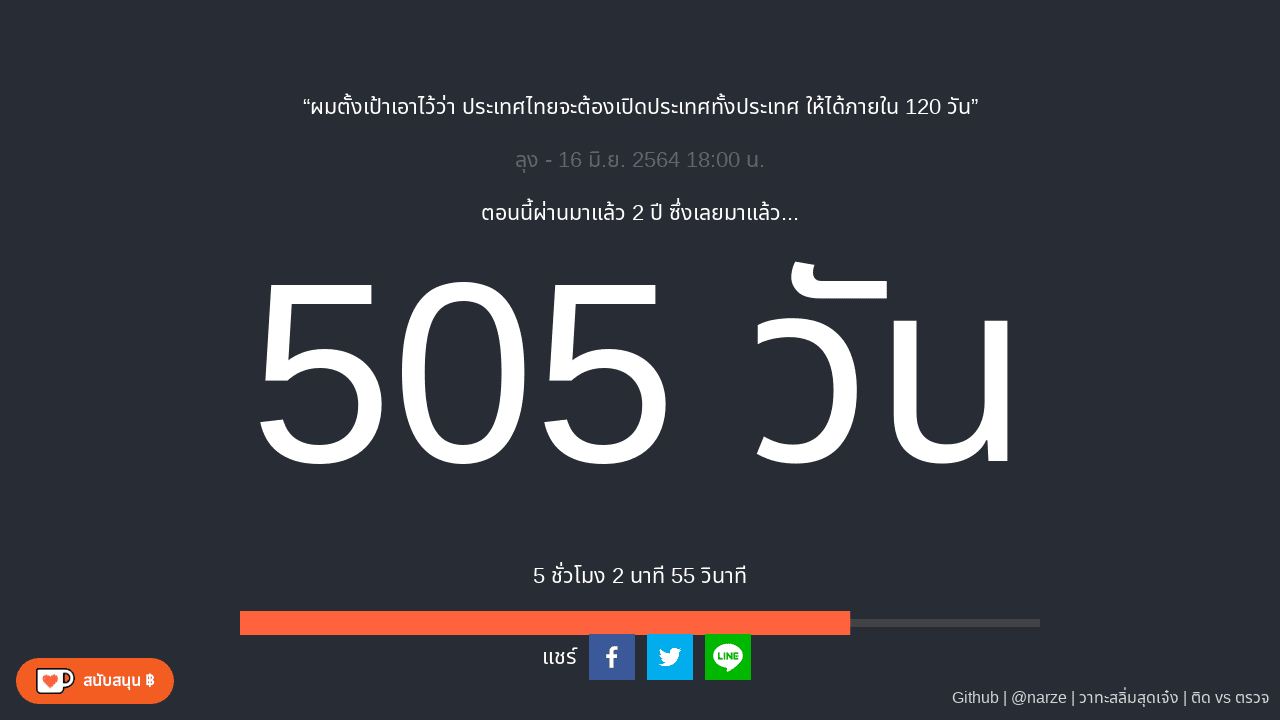 “ผมตั้งเป้าเอาไว้ว่า ประเทศไทยจะต้องเปิดประเทศทั้งประเทศ ให้ได้ภายใน 120 วัน”
ลุง - 16 มิ.ย. 2564 18:00 น.
ตอนนี้ผ่านมาแล้ว 2 ปี ซึ่งเลยมาแล้ว...
505 วัน
5 ชั่วโมง 2 นาที 55 วินาที
แชร์
LINE
สนับสนุน ฿
Github | @narze | วาทะสลิ่มสุดเจ๋ง | ติด vs ตรวจ